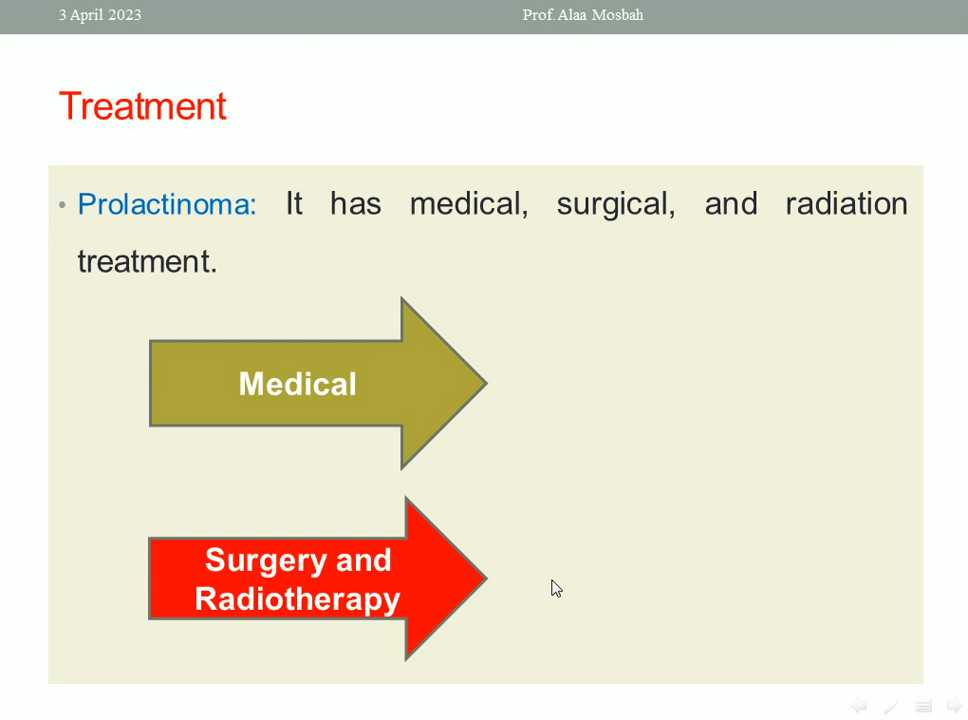 3 April 2023 Prof. Alaa Mosbah
Treatment
• Prolactinoma: It has medical, surgical, and radiation
treatment.
Medical
Surgery and
Radiotherapy